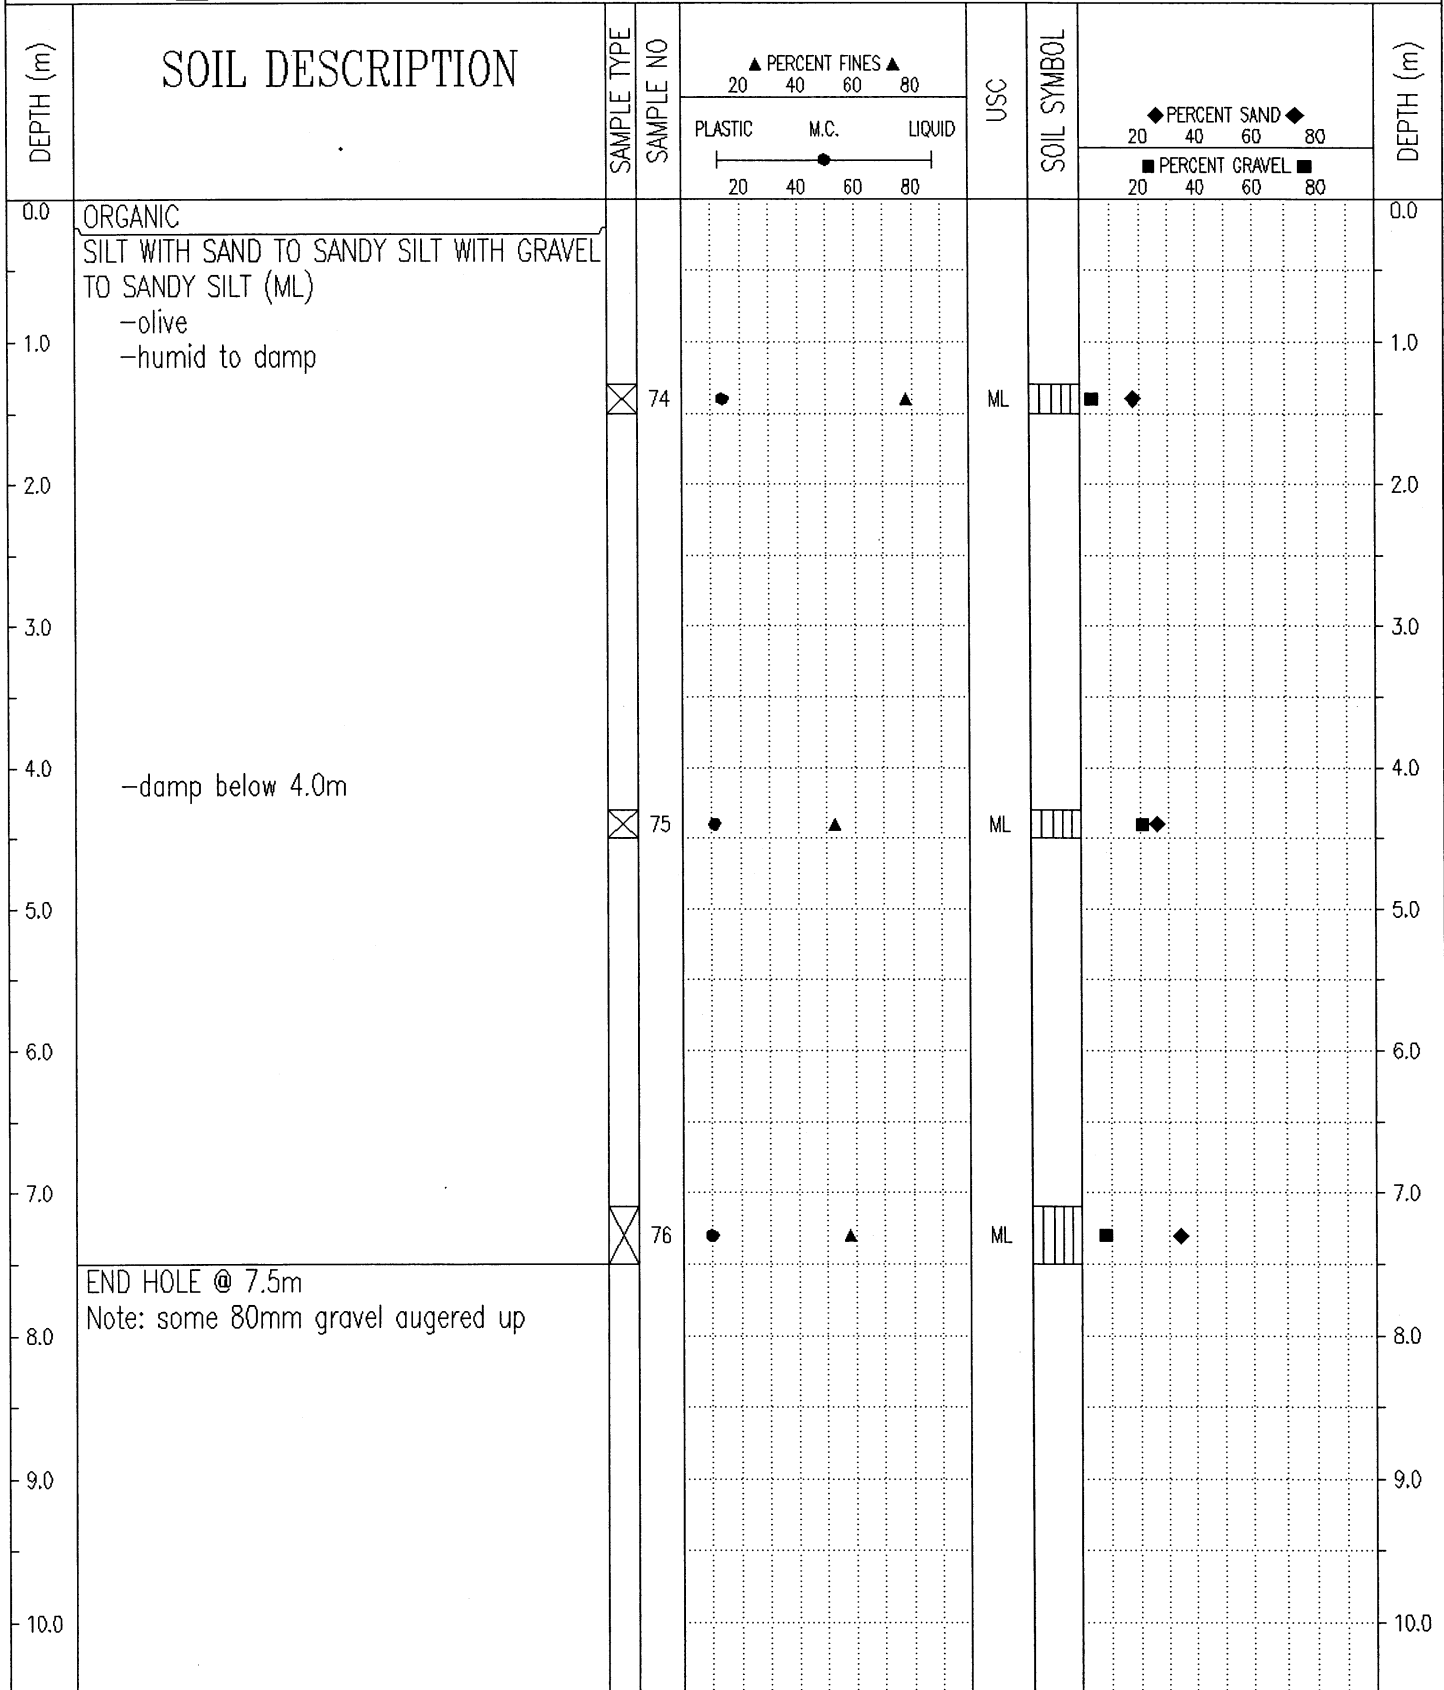 DEPTH (m)
SOIL DESCRIPTION
SAMPLE TYPE
SAMPLE NO
▲ PERCENT FINES ▲
20 40 60 80
PLASTIC M.C. LIQUID
20 40 60 80
USC
SOIL SYMBOL
◆ PERCENT SAND ◆
20 40 60 80
■ PERCENT GRAVEL ■
20 40 60 80
DEPTH (m)
0.0 ORGANIC 0.0
SILT WITH SAND TO SANDY SILT WITH GRAVEL
TO SANDY SILT (ML)
-olive
1.0 -humid to damp 1.0
74 ML
2.0 2.0
3.0 3.0
4.0 -damp below 4.0m 4.0
75 ML
5.0 5.0
6.0 6.0
7.0 7.0
76 ML
END HOLE @ 7.5m
Note: some 80mm gravel augered up
8.0 8.0
9.0 9.0
10.0 10.0